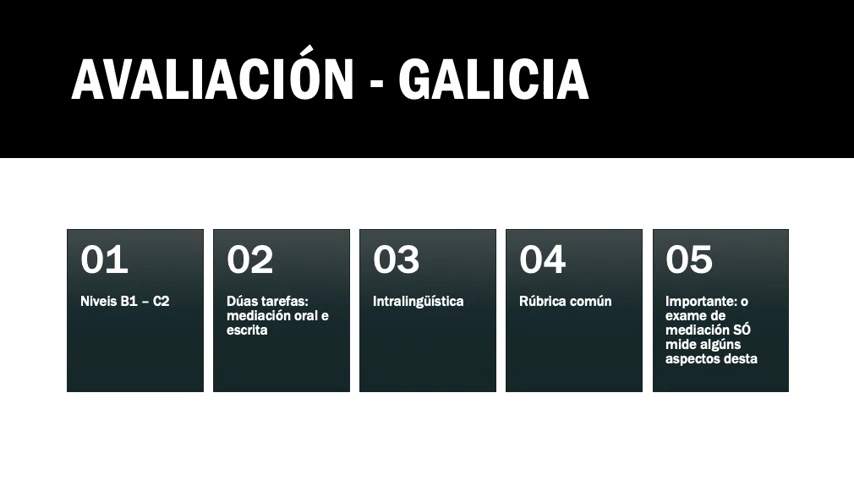 AVALIACIÓN - GALICIA
01
Niveis B1 – C2
02
Dúas tarefas:
mediación oral e
escrita
03
Intralingüística
04
Rúbrica común
05
Importante: o
exame de
mediación SÓ
mide algúns
aspectos desta